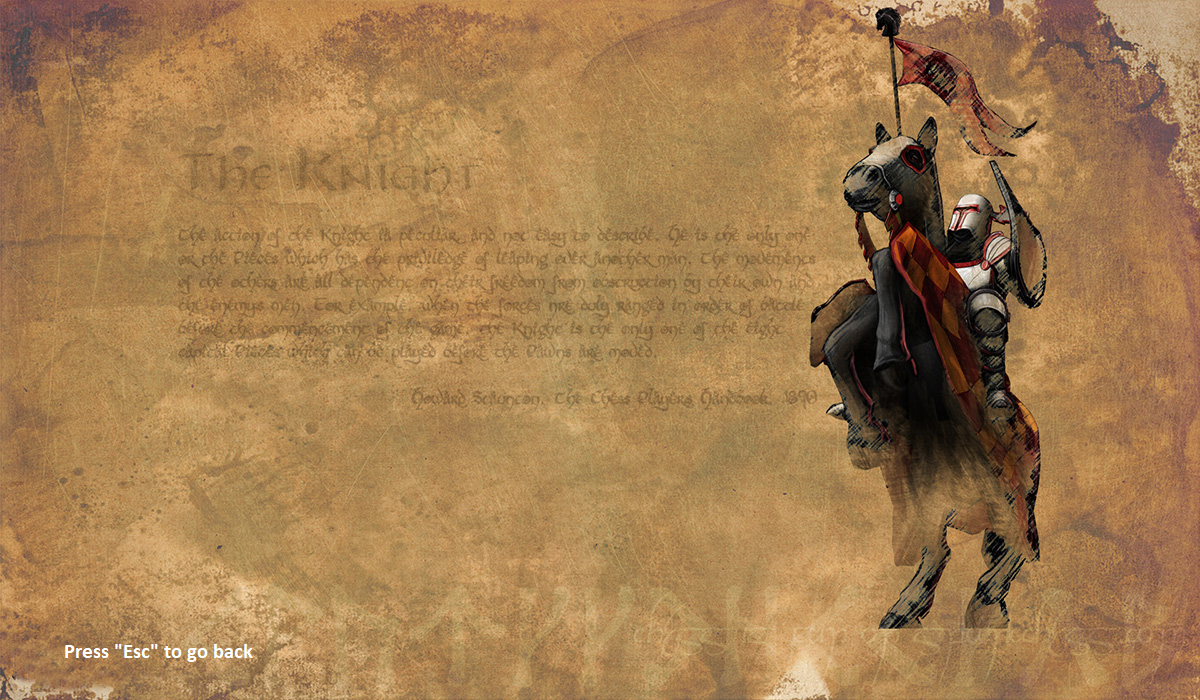 The Knight
The action of the Knight is peculiar, and not easy to describe. He is the only one
of the Pieces which has the privilege of leaping over another man. The movements
of the others are all dependent on their freedom from obstruction by their own and
the enemys men. For example, when the forces are duly ranged in order of battle
before the commencement of the game, the Knight is the only one of the eight
capital Pieces which can be played before the Pawns are moved.
Howard Staunton, The Chess Players Handbook, 1890
Press "Esc" to go back